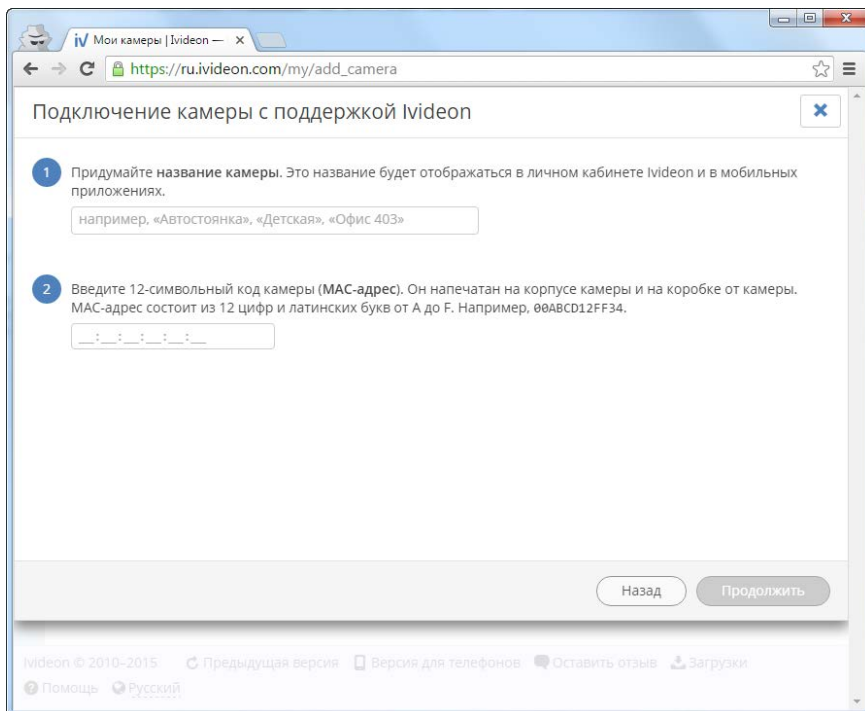 Мои камеры | Ivideon —
https://ru.ivideon.com/my/add_camera
Подключение камеры с поддержкой Ivideon
1 Придумайте название камеры. Это название будет отображаться в личном кабинете Ivideon и в мобильных
приложениях.
например, «Автостоянка», «Детская», «Офис 403»
2 Введите 12-символьный код камеры (MAC-адрес). Он напечатан на корпусе камеры и на коробке от камеры.
MAC-адрес состоит из 12 цифр и латинских букв от A до F. Например, 00ABCD12FF34.
__:__:__:__:__:__
Назад Продолжить
Ivideon © 2010–2015 Предыдущая версия Версия для телефонов Оставить отзыв Загрузки
Помощь Русский